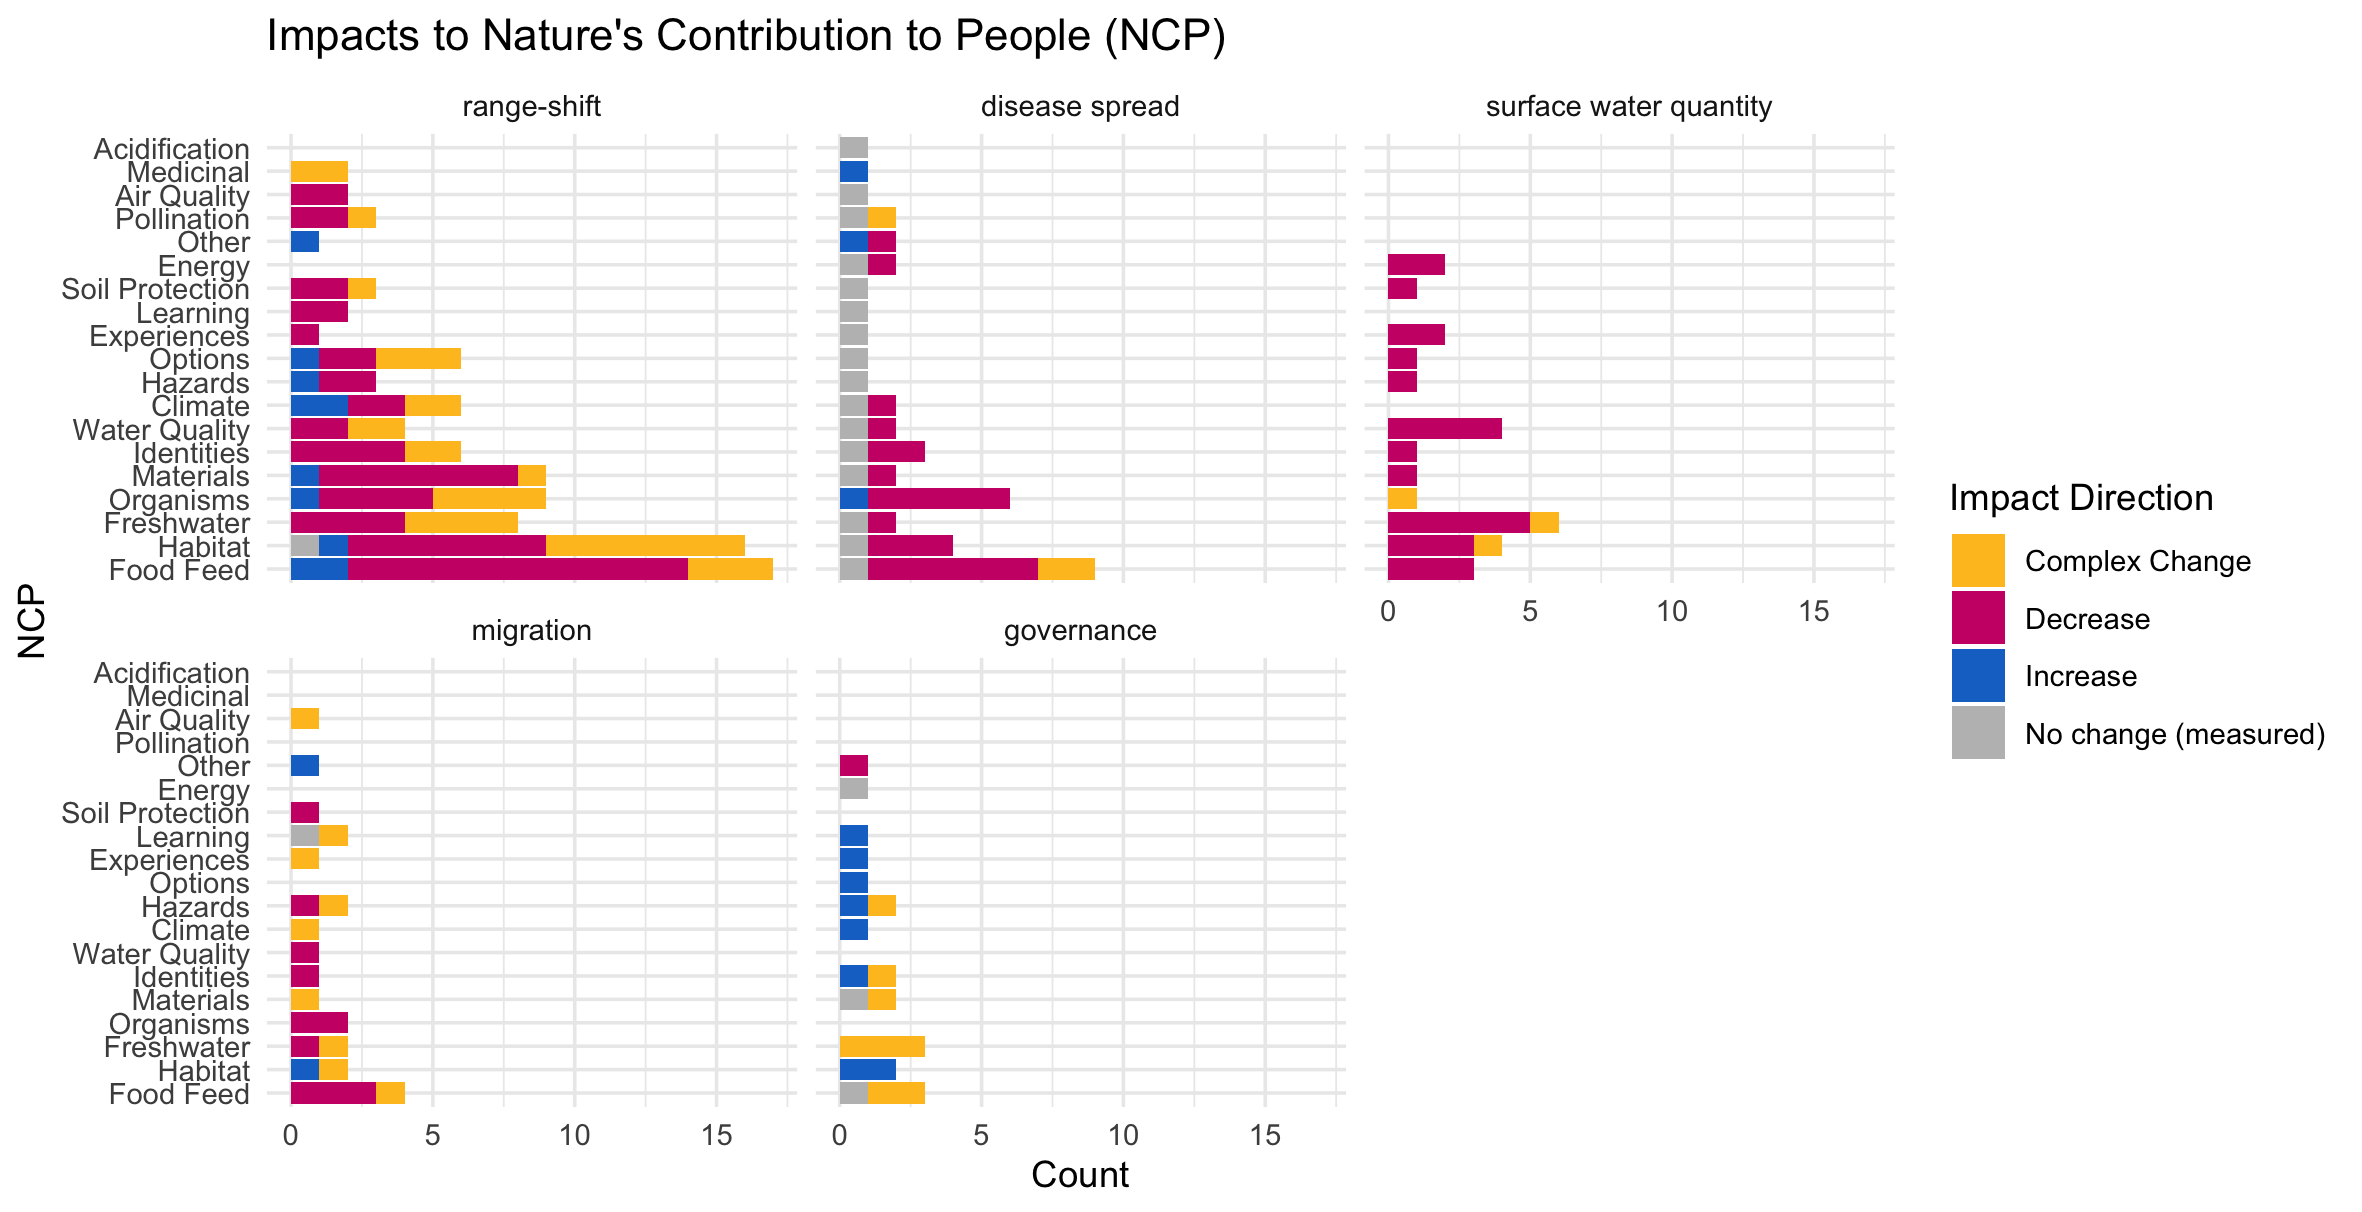 Impacts to Nature's Contribution to People (NCP)
range-shift
disease spread
surface water quantity
Acidification
Medicinal
Air Quality
Pollination
Other
Energy
Soil Protection
Learning
Experiences
Options
Hazards
Climate
Water Quality
Identities
Materials
Organisms
Freshwater
Habitat
Food Feed
0 5 10 15
migration
governance
Acidification
Medicinal
Air Quality
Pollination
Other
Energy
Soil Protection
Learning
Experiences
Options
Hazards
Climate
Water Quality
Identities
Materials
Organisms
Freshwater
Habitat
Food Feed
0 5 10 15
0 5 10 15
NCP
Count
Impact Direction
Complex Change
Decrease
Increase
No change (measured)